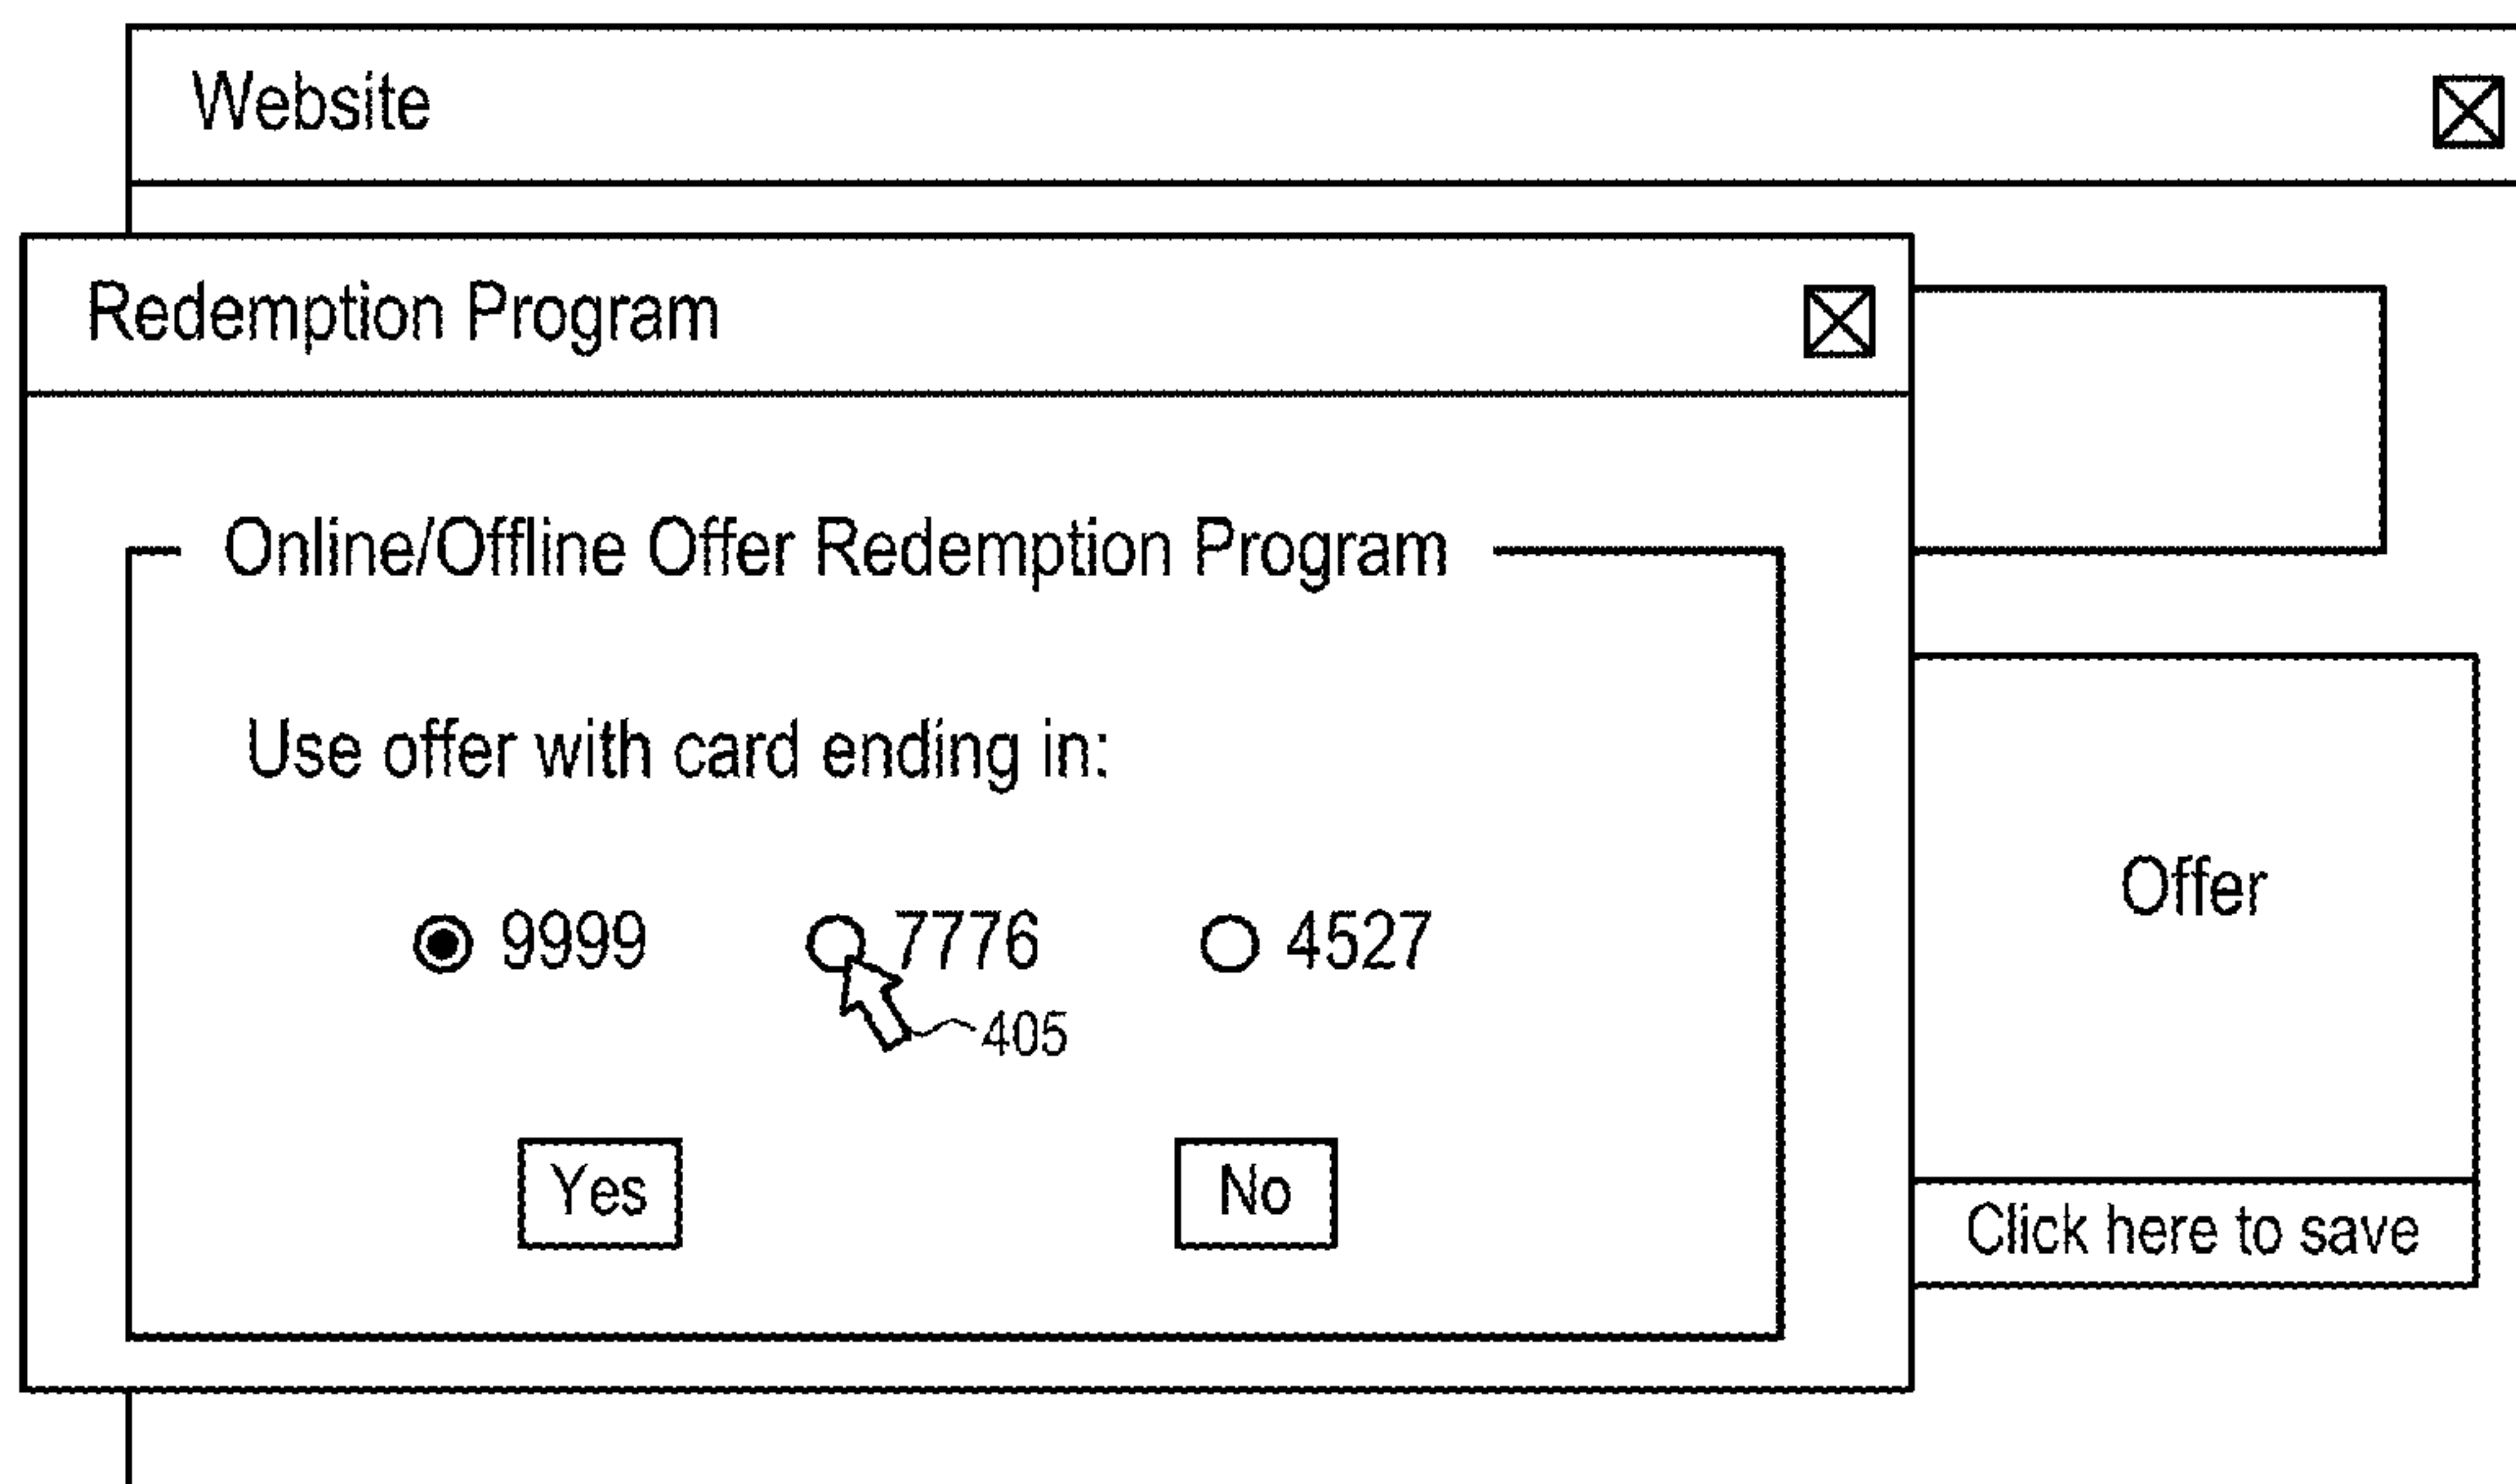 Website
Redemption Program
Online/Offline Offer Redemption Program
Use offer with card ending in:
9999 7776 4527
405
Yes No
Offer
Click here to save